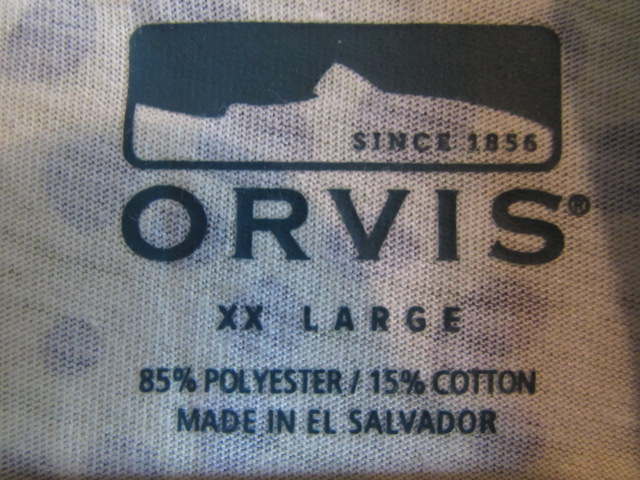 SINCE 1856
ORVIS®
XX LARGE
85% POLYESTER / 15% COTTON
MADE IN EL SALVADOR